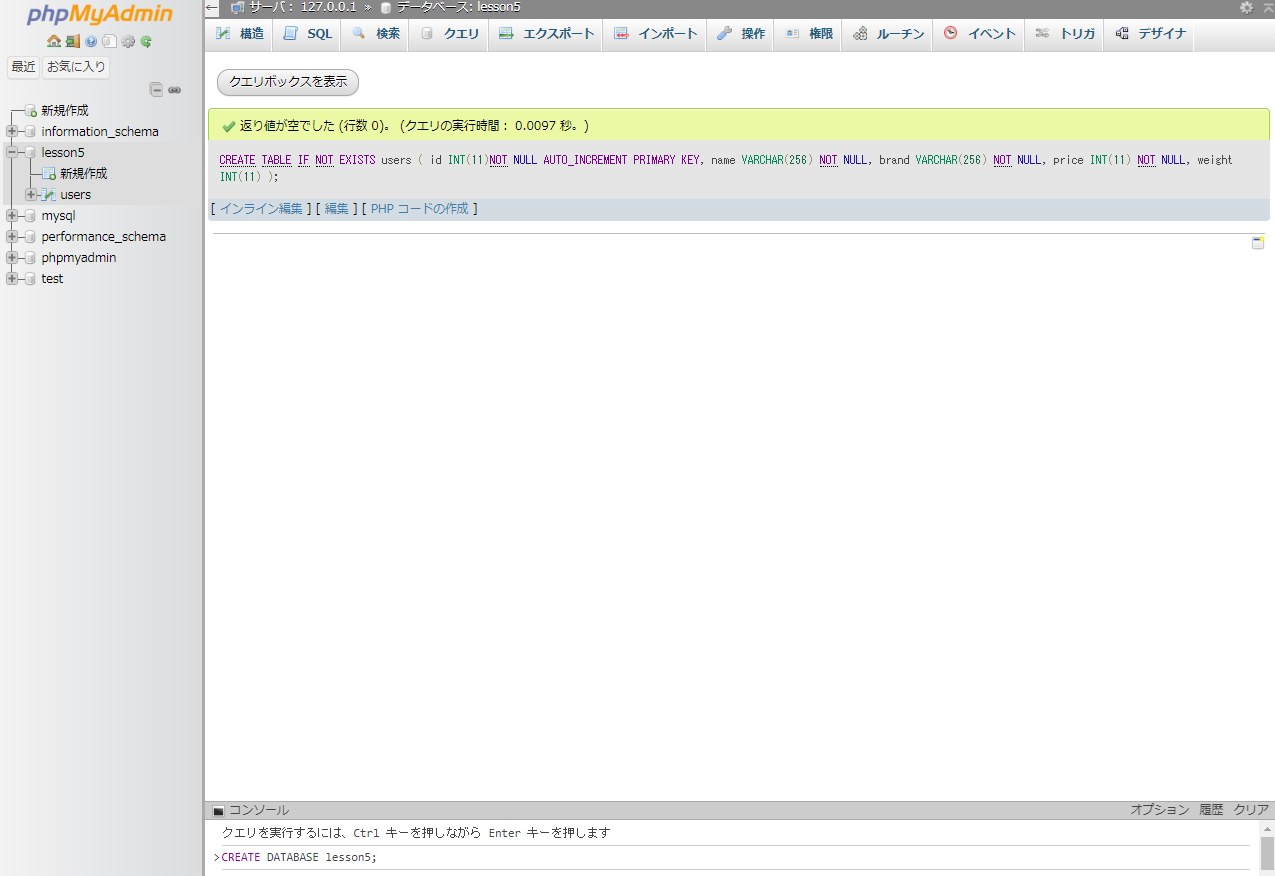 phpMyAdmin
最近 お気に入り
新規作成
information_schema
lesson5
新規作成
users
mysql
performance_schema
phpmyadmin
test
サーバ: 127.0.0.1 » データベース: lesson5
構造 SQL 検索 クエリ エクスポート インポート 操作 権限 ルーチン イベント トリガ デザイナ
クエリボックスを表示
返り値が空でした (行数 0)。 (クエリの実行時間: 0.0097 秒。)
CREATE TABLE IF NOT EXISTS users ( id INT(11)NOT NULL AUTO_INCREMENT PRIMARY KEY, name VARCHAR(256) NOT NULL, brand VARCHAR(256) NOT NULL, price INT(11) NOT NULL, weight
INT(11) );
[ インライン編集 ] [ 編集 ] [ PHP コードの作成 ]
コンソール オプション 履歴 クリア
クエリを実行するには、Ctrl キーを押しながら Enter キーを押します
>CREATE DATABASE lesson5;